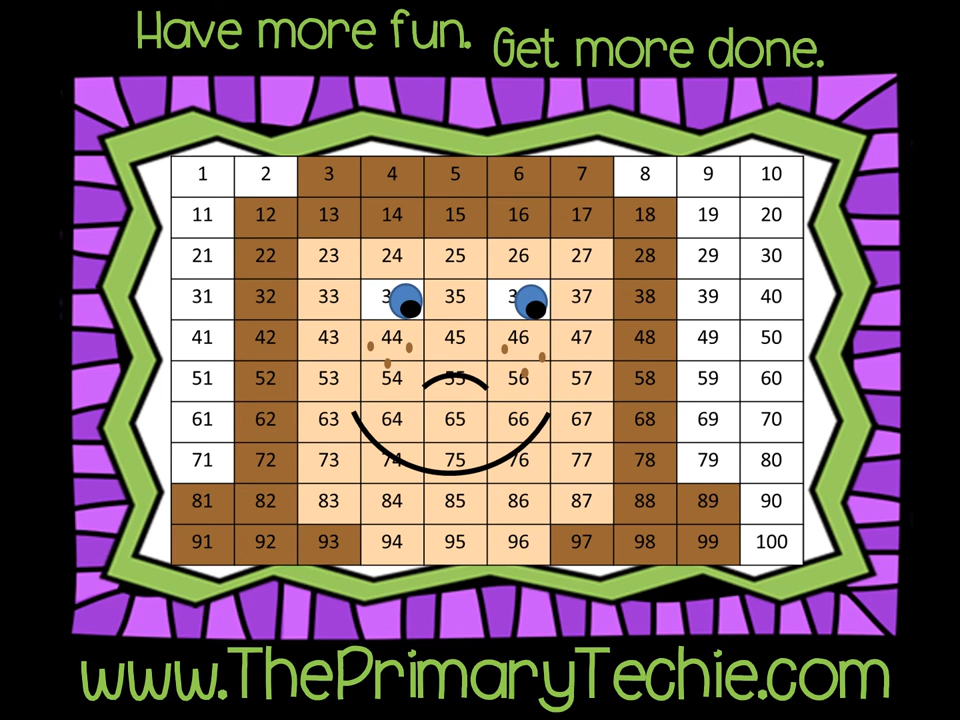 Have more fun. Get more done.
1 2 3 4 5 6 7 8 9 10
11 12 13 14 15 16 17 18 19 20
21 22 23 24 25 26 27 28 29 30
31 32 33 3 35 3 37 38 39 40
41 42 43 44 45 46 47 48 49 50
51 52 53 54 55 56 57 58 59 60
61 62 63 64 65 66 67 68 69 70
71 72 73 74 75 76 77 78 79 80
81 82 83 84 85 86 87 88 89 90
91 92 93 94 95 96 97 98 99 100
www.ThePrimaryTechie.com